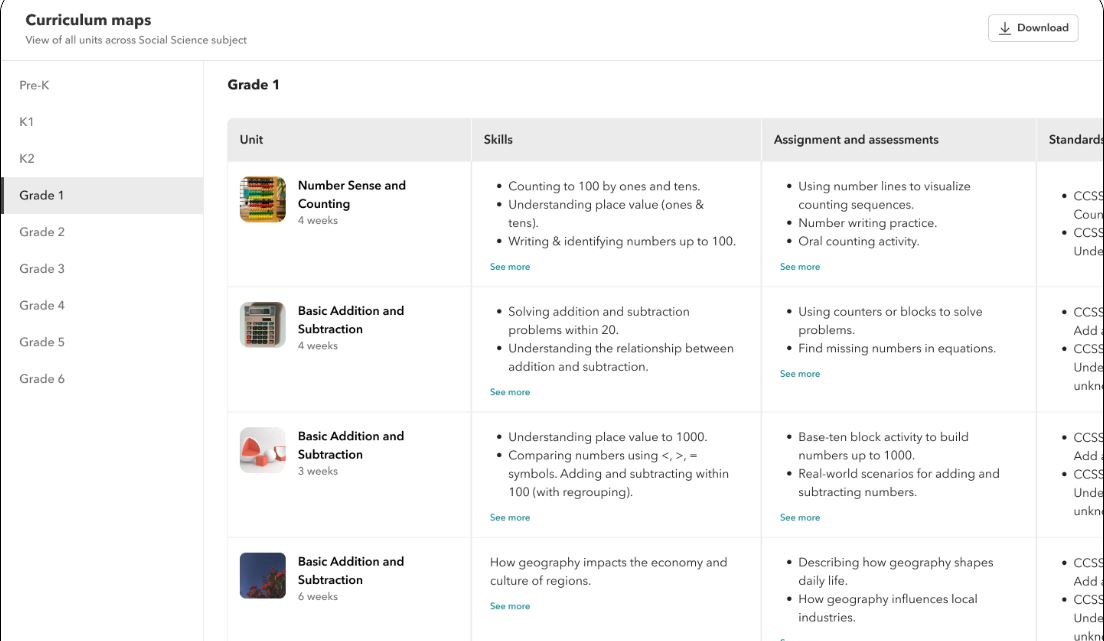 Curriculum maps
View of all units across Social Science subject
Download
Pre-K
K1
K2
Grade 1
Grade 2
Grade 3
Grade 4
Grade 5
Grade 6
Grade 1
Unit
Skills
Assignment and assessments
Standards
Number Sense and
Counting
4 weeks
• Counting to 100 by ones and tens.
• Understanding place value (ones &
tens).
• Writing & identifying numbers up to 100.
See more
• Using number lines to visualize
counting sequences.
• Number writing practice.
• Oral counting activity.
See more
• CCSS
Coun
• CCSS
Unde
Basic Addition and
Subtraction
4 weeks
• Solving addition and subtraction
problems within 20.
• Understanding the relationship between
addition and subtraction.
See more
• Using counters or blocks to solve
problems.
• Find missing numbers in equations.
See more
• CCSS
Add
• CCSS
Unde
unkn
Basic Addition and
Subtraction
3 weeks
• Understanding place value to 1000.
• Comparing numbers using <, >, =
symbols. Adding and subtracting within
100 (with regrouping).
See more
• Base-ten block activity to build
numbers up to 1000.
• Real-world scenarios for adding and
subtracting numbers.
See more
• CCSS
Add
• CCSS
Unde
unkn
Basic Addition and
Subtraction
6 weeks
How geography impacts the economy and
culture of regions.
See more
• Describing how geography shapes
daily life.
• How geography influences local
industries.
• CCSS
Add
• CCSS
Unde
unkn